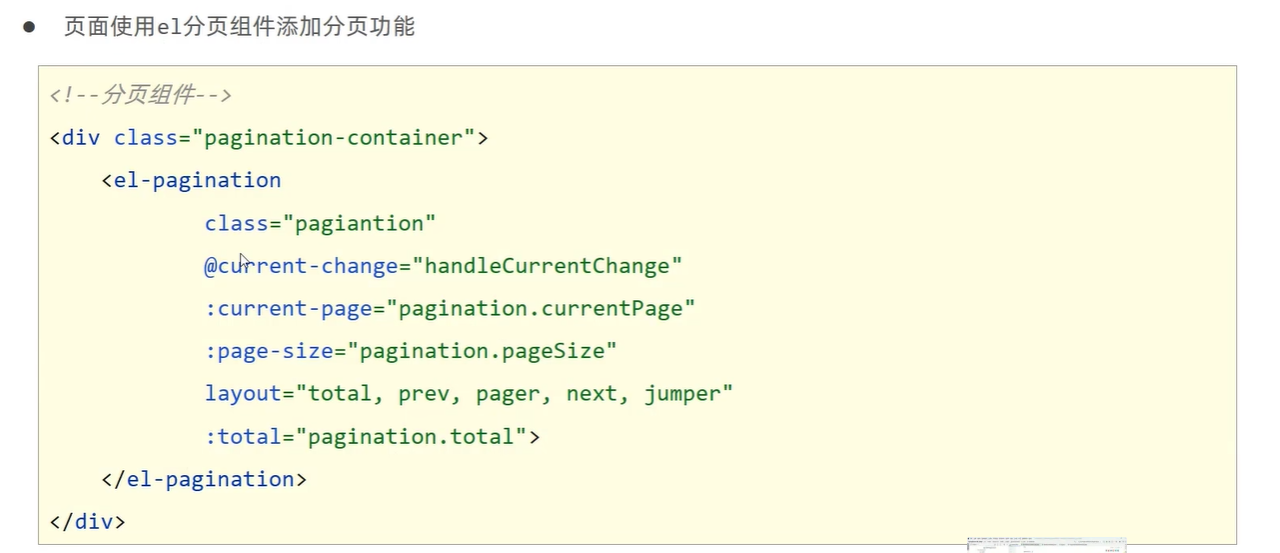 ● 页面使用el分页组件添加分页功能
<!--分页组件-->
<div class="pagination-container">
<el-pagination
class="pagiantion"
@current-change="handleCurrentChange"
:current-page="pagination.currentPage"
:page-size="pagination.pageSize"
layout="total, prev, pager, next, jumper"
:total="pagination.total">
</el-pagination>
</div>